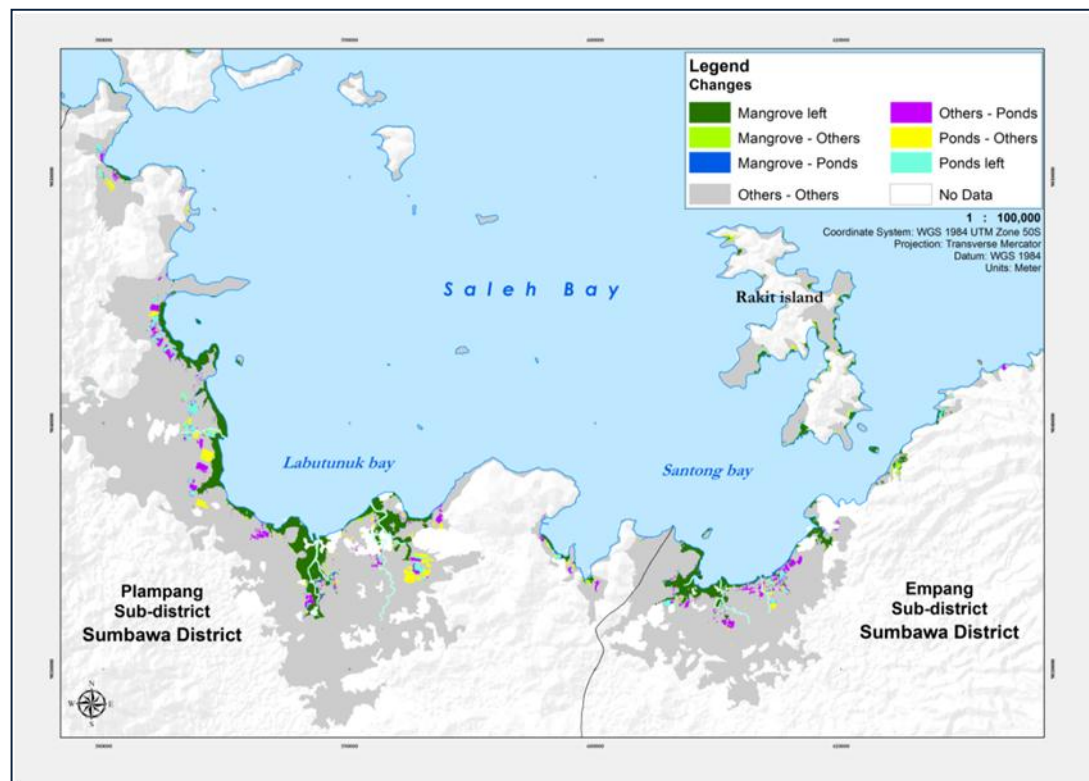 Legend
Changes
Mangrove left
Mangrove - Others
Mangrove - Ponds
Others - Others
Others - Ponds
Ponds - Others
Ponds left
No Data
1 : 100,000
Coordinate System: WGS 1984 UTM Zone 50S
Projection: Transverse Mercator
Datum: WGS 1984
Units: Meter
Saleh Bay
Rakit island
Labutunuk bay
Santong bay
Plampang
Sub-district
Sumbawa District
Empang
Sub-district
Sumbawa District
N
W E
S